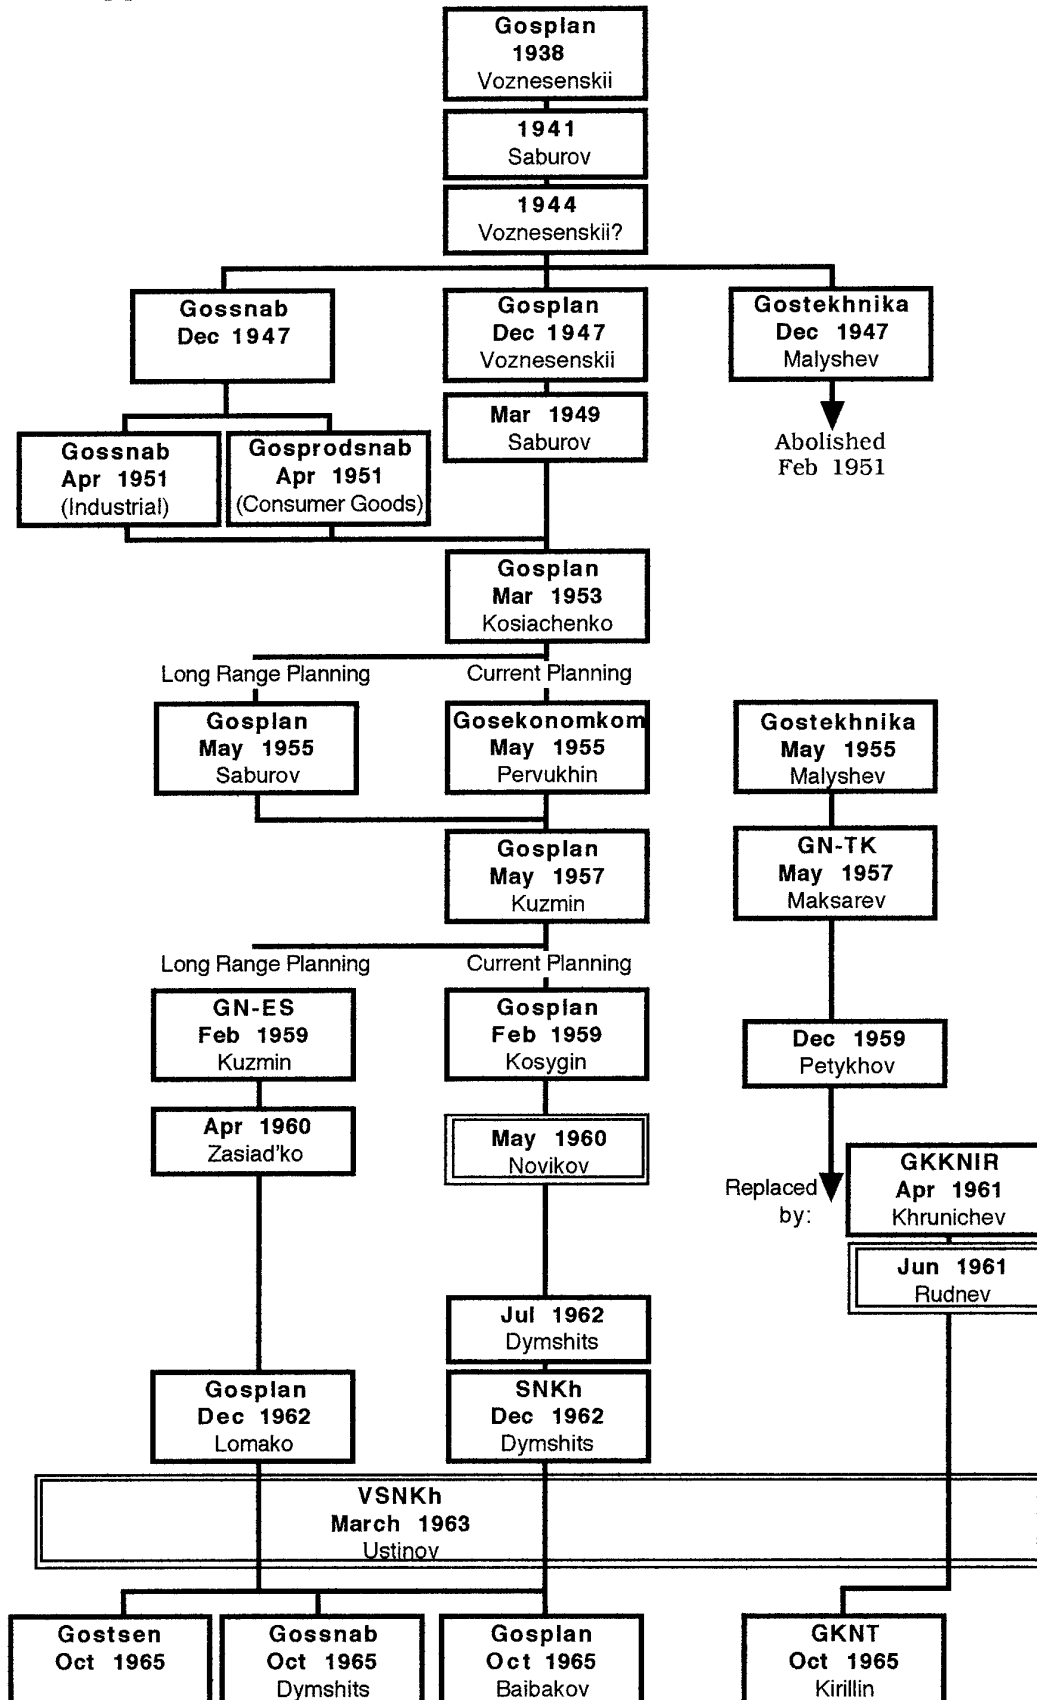 Gosplan
1938
Voznesenskii
1941
Saburov
1944
Voznesenskii?
Gossnab
Dec 1947
Gosplan
Dec 1947
Voznesenskii
Gostekhnika
Dec 1947
Malyshev
Mar 1949
Saburov
Abolished
Feb 1951
Gossnab
Apr 1951
(Industrial)
Gosprodsnab
Apr 1951
(Consumer Goods)
Gosplan
Mar 1953
Kosiachenko
Long Range Planning
Current Planning
Gosplan
May 1955
Saburov
Gosekonomkom
May 1955
Pervukhin
Gostekhnika
May 1955
Malyshev
Gosplan
May 1957
Kuzmin
GN-TK
May 1957
Maksarev
Long Range Planning
Current Planning
GN-ES
Feb 1959
Kuzmin
Gosplan
Feb 1959
Kosygin
Dec 1959
Petykhov
Apr 1960
Zasiad'ko
May 1960
Novikov
Replaced
by:
GKKNIR
Apr 1961
Khrunichev
Jun 1961
Rudnev
Jul 1962
Dymshits
Gosplan
Dec 1962
Lomako
SNKh
Dec 1962
Dymshits
VSNKh
March 1963
Ustinov
Gostsen
Oct 1965
Gossnab
Oct 1965
Dymshits
Gosplan
Oct 1965
Baibakov
GKNT
Oct 1965
Kirillin